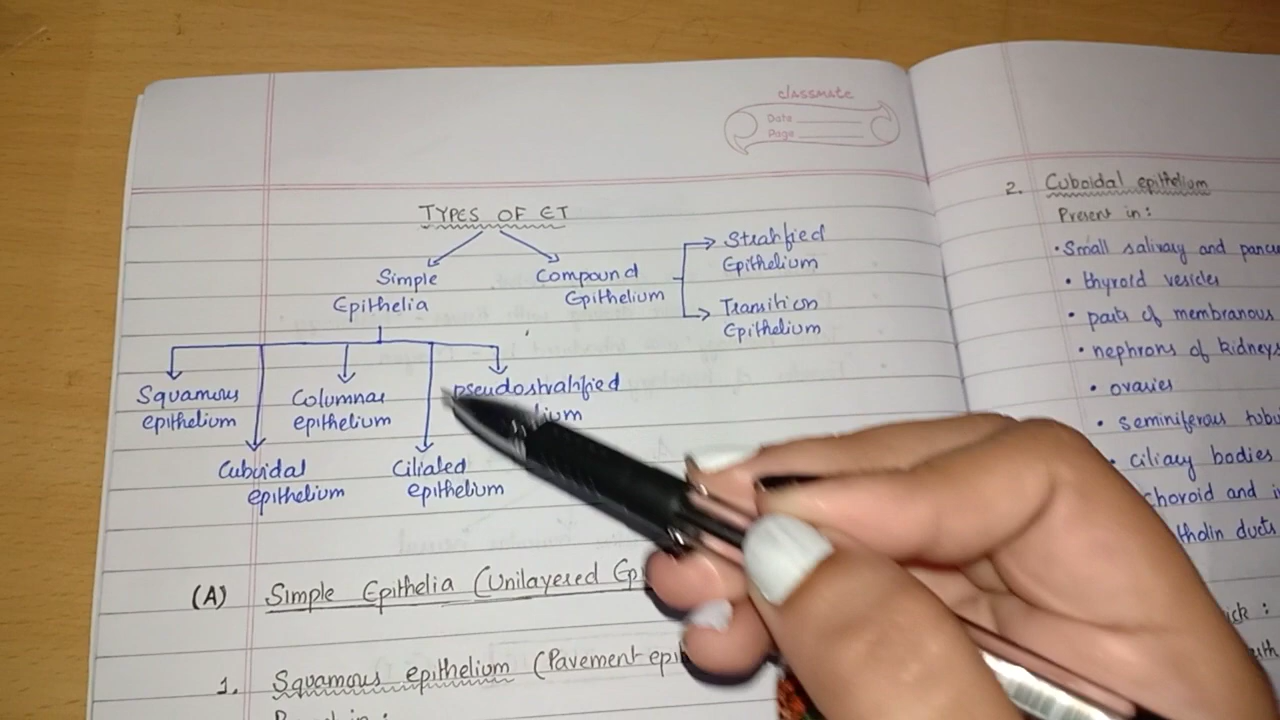 classmate
Date
Page
TYPES OF ET
Simple
Epithelia
Compound
Epithelium
Stratified
Epithelium
Transition
Epithelium
Squamous
epithelium
Cuboidal
epithelium
Columnar
epithelium
Ciliated
epithelium
pseudostratified
(A) Simple Epithelia (Unilayered
1. Squamous epithelium (Pavement
2. Cuboidal epithelium
Present in:
• Small salivary and
• thyroid vesicles
• parts of membranous
• nephrons of kidneys
• ovaries
• seminiferous
• ciliary bodies
choroid and
ducts